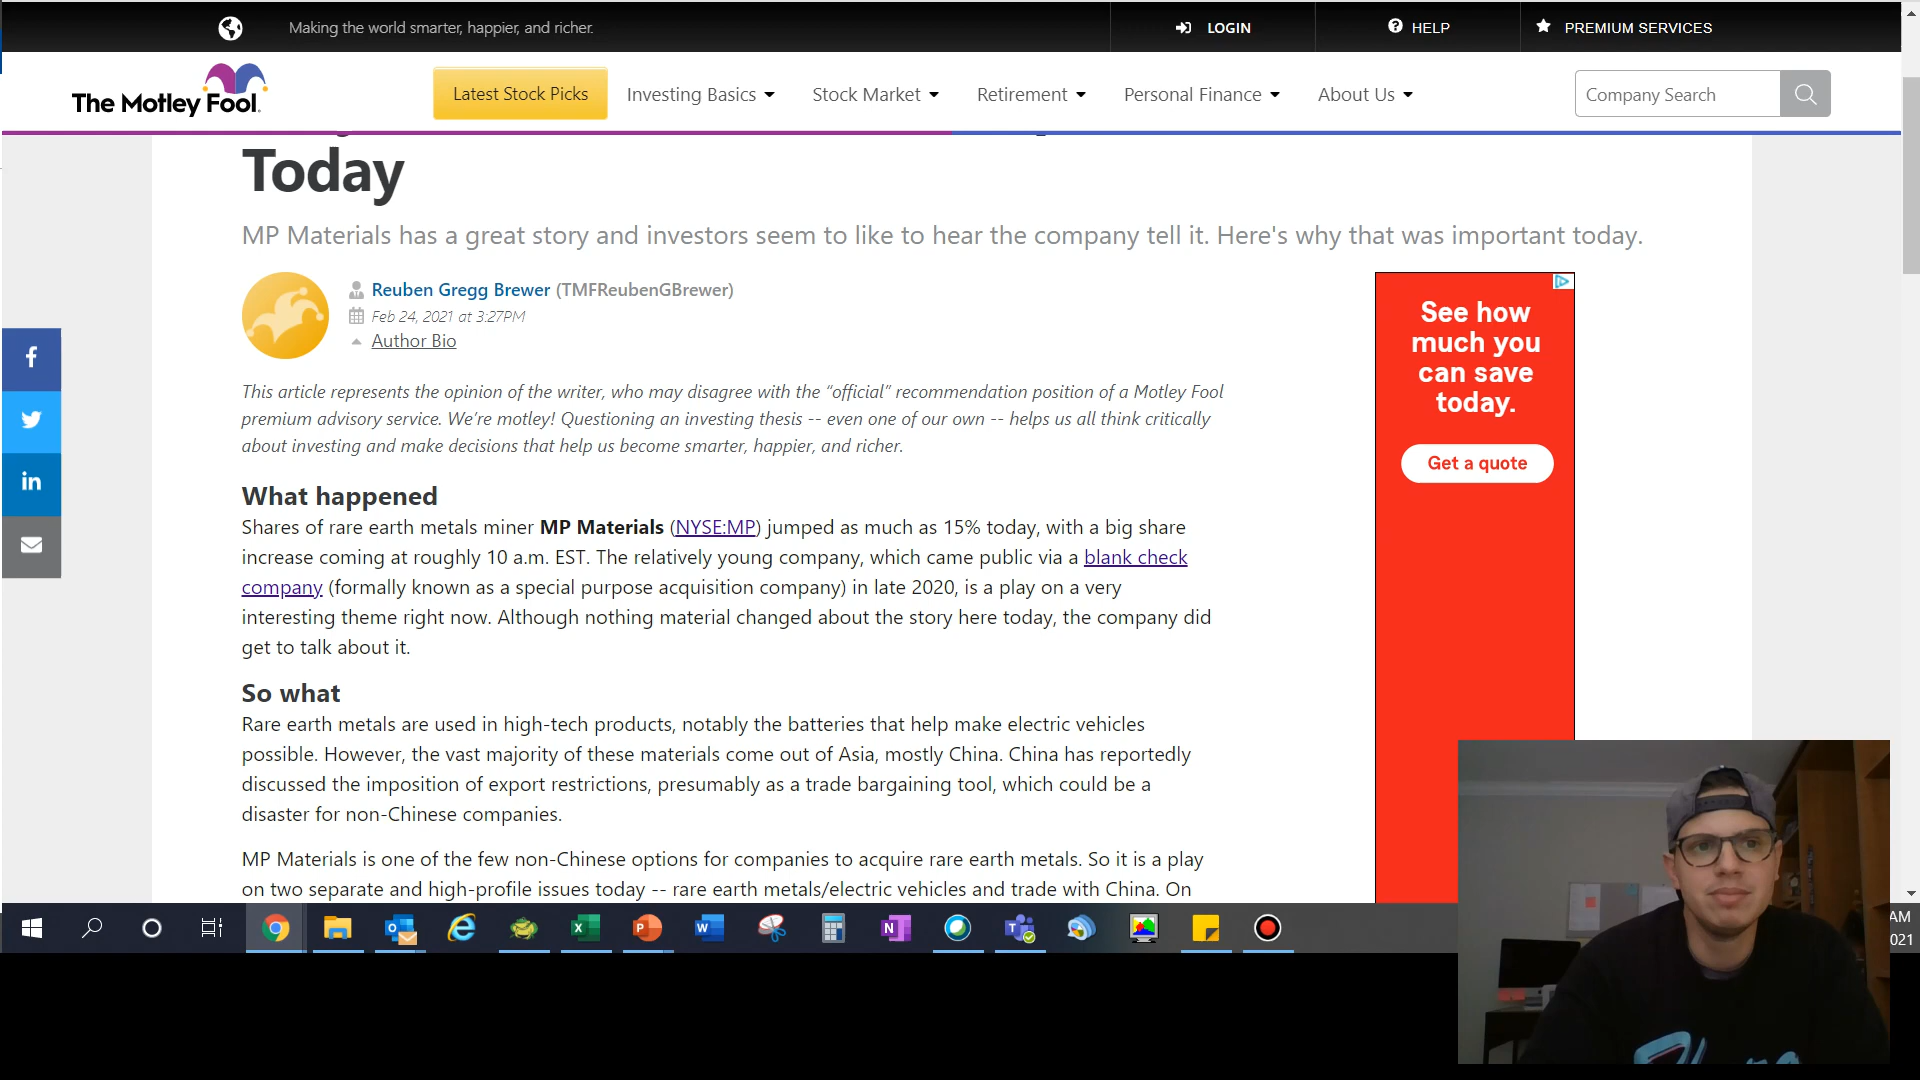 Making the world smarter, happier, and richer.
LOGIN
HELP
PREMIUM SERVICES
The Motley Fool.
Latest Stock Picks
Investing Basics
Stock Market
Retirement
Personal Finance
About Us
Company Search
Today
MP Materials has a great story and investors seem to like to hear the company tell it. Here's why that was important today.
Reuben Gregg Brewer (TMFReubenGBrewer)
Feb 24, 2021 at 3:27PM
Author Bio
This article represents the opinion of the writer, who may disagree with the “official” recommendation position of a Motley Fool
premium advisory service. We’re motley! Questioning an investing thesis -- even one of our own -- helps us all think critically
about investing and make decisions that help us become smarter, happier, and richer.
What happened
Shares of rare earth metals miner MP Materials (NYSE:MP) jumped as much as 15% today, with a big share
increase coming at roughly 10 a.m. EST. The relatively young company, which came public via a blank check
company (formally known as a special purpose acquisition company) in late 2020, is a play on a very
interesting theme right now. Although nothing material changed about the story here today, the company did
get to talk about it.
So what
Rare earth metals are used in high-tech products, notably the batteries that help make electric vehicles
possible. However, the vast majority of these materials come out of Asia, mostly China. China has reportedly
discussed the imposition of export restrictions, presumably as a trade bargaining tool, which could be a
disaster for non-Chinese companies.
MP Materials is one of the few non-Chinese options for companies to acquire rare earth metals. So it is a play
on two separate and high-profile issues today -- rare earth metals/electric vehicles and trade with China. On
See how
much you
can save
today.
Get a quote
f
in
AM
021